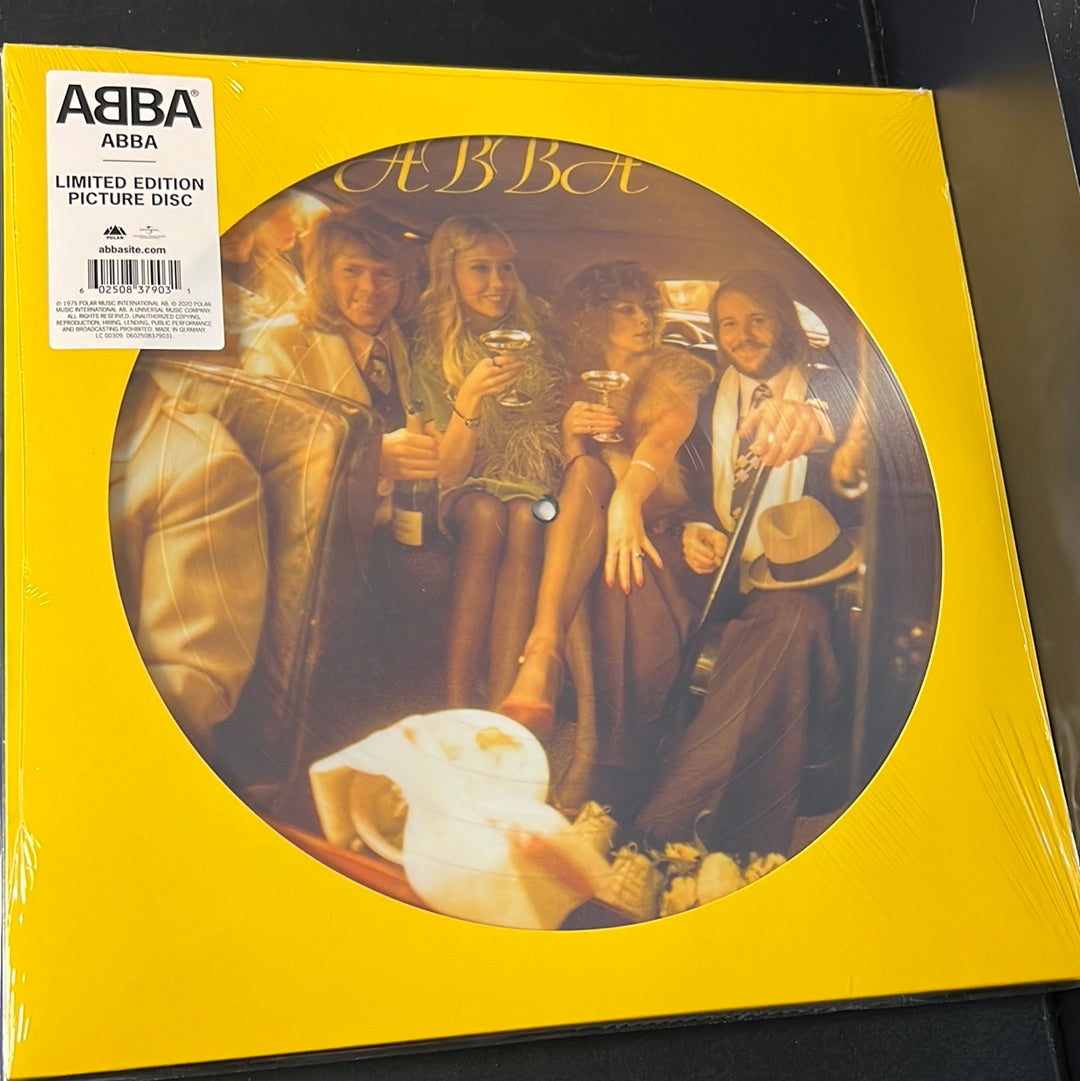 ABBA®
ABBA
LIMITED EDITION
PICTURE DISC
POLAR
abbasite.com
6 02508 37903 1
℗ 1975 POLAR MUSIC INTERNATIONAL AB. © 2020 POLAR
MUSIC INTERNATIONAL AB. A UNIVERSAL MUSIC COMPANY.
ALL RIGHTS RESERVED. UNAUTHORIZED COPYING,
REPRODUCTION, HIRING, LENDING, PUBLIC PERFORMANCE
AND BROADCASTING PROHIBITED. MADE IN GERMANY.
LC 00309. 0602508379031.
ABBA